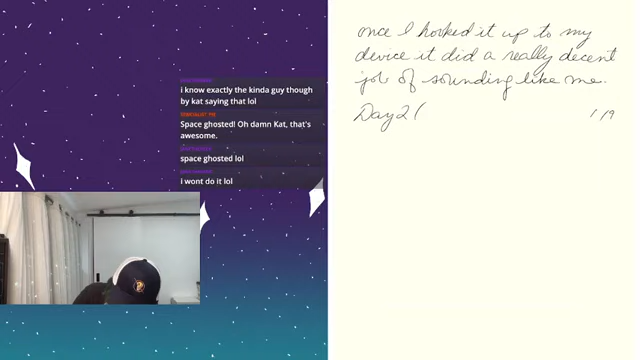 i know exactly the kinda guy though
by kat saying that lol
Space ghosted! Oh damn Kat, that's
awesome.
space ghosted lol
i wont do it lol
once I hooked it up to my
device it did a really decent
job of sounding like me.
Day 21
1/19